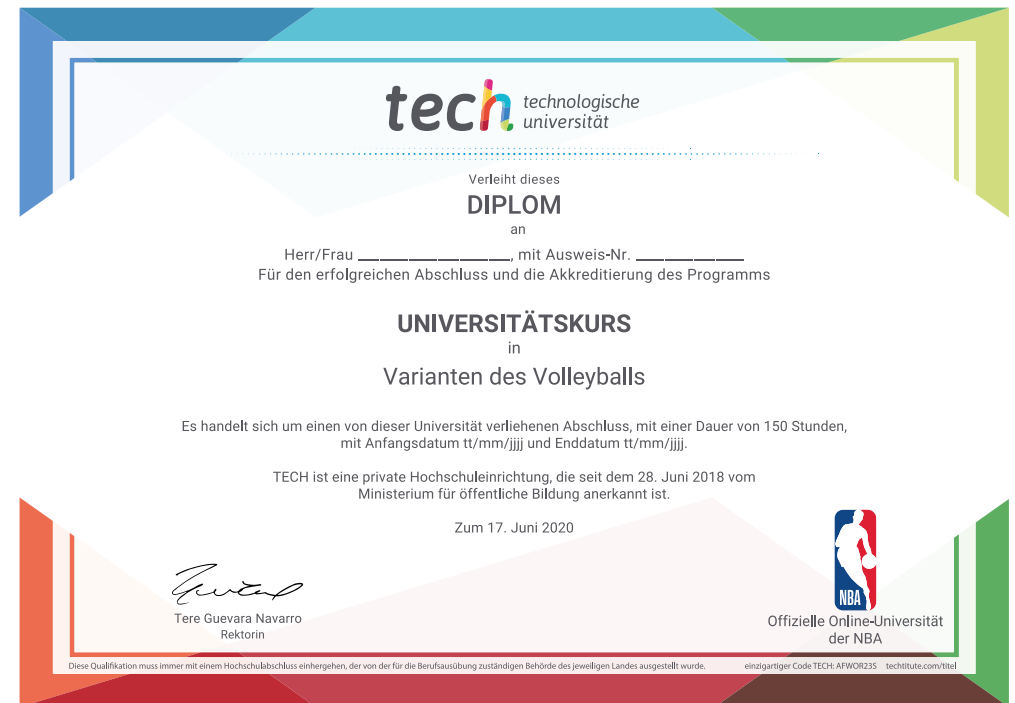 tech technologische
universität
Verleiht dieses
DIPLOM
an
Herr/Frau ____________________, mit Ausweis-Nr. ______________
Für den erfolgreichen Abschluss und die Akkreditierung des Programms
UNIVERSITÄTSKURS
in
Varianten des Volleyballs
Es handelt sich um einen von dieser Universität verliehenen Abschluss, mit einer Dauer von 150 Stunden,
mit Anfangsdatum tt/mm/jjjj und Enddatum tt/mm/jjjj.
TECH ist eine private Hochschuleinrichtung, die seit dem 28. Juni 2018 vom
Ministerium für öffentliche Bildung anerkannt ist.
Zum 17. Juni 2020
NBA
Tere Guevara Navarro
Rektorin
Offizielle Online-Universität
der NBA
Diese Qualifikation muss immer mit einem Hochschulabschluss einhergehen, der von der für die Berufsausübung zuständigen Behörde des jeweiligen Landes ausgestellt wurde. einzigartiger Code TECH: AFWOR23S techtitute.com/titel